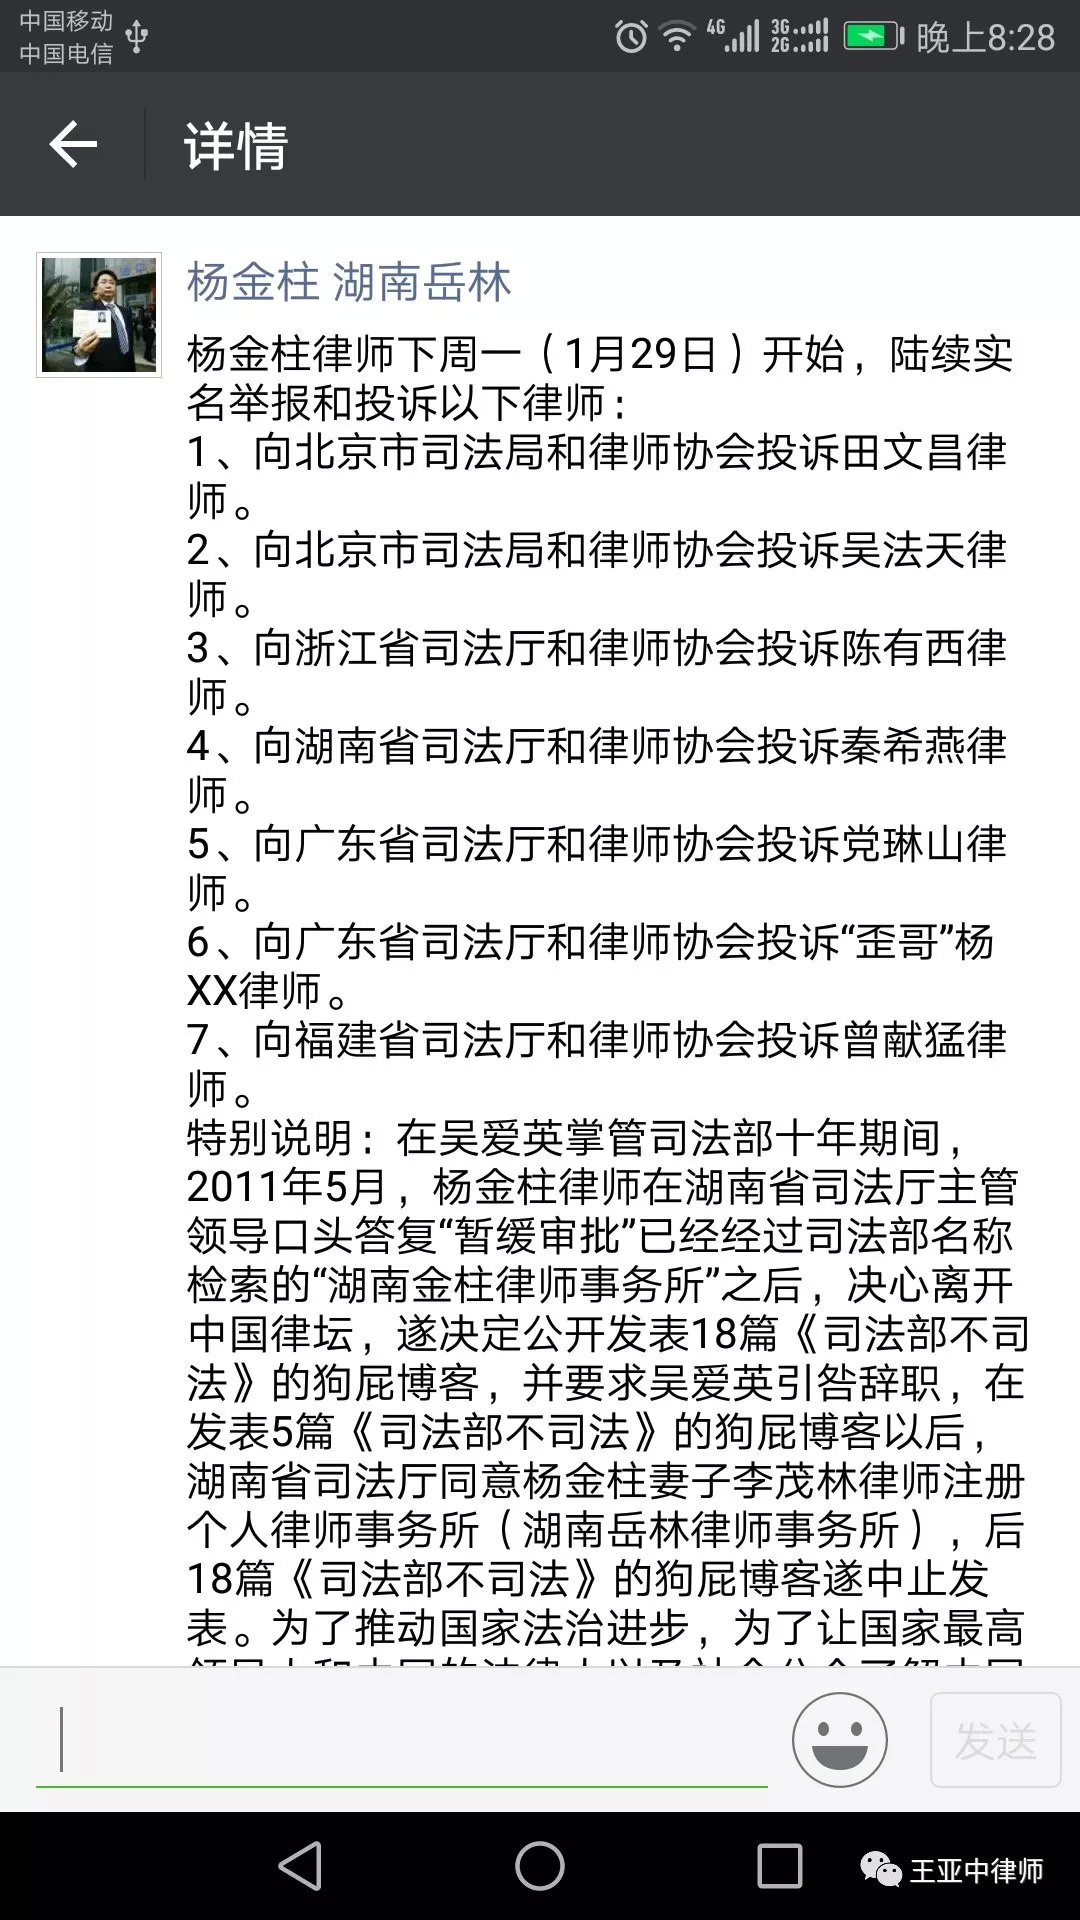 中国移动
中国电信
4G
3G
2G
晚上8:28
详情
杨金柱 湖南岳林
杨金柱律师下周一（1月29日）开始，陆续实
名举报和投诉以下律师：
1、向北京市司法局和律师协会投诉田文昌律
师。
2、向北京市司法局和律师协会投诉吴法天律
师。
3、向浙江省司法厅和律师协会投诉陈有西律
师。
4、向湖南省司法厅和律师协会投诉秦希燕律
师。
5、向广东省司法厅和律师协会投诉党琳山律
师。
6、向广东省司法厅和律师协会投诉“歪哥”杨
XX律师。
7、向福建省司法厅和律师协会投诉曾献猛律
师。
特别说明：在吴爱英掌管司法部十年期间，
2011年5月，杨金柱律师在湖南省司法厅主管
领导口头答复“暂缓审批”已经经过司法部名称
检索的“湖南金柱律师事务所”之后，决心离开
中国律坛，遂决定公开发表18篇《司法部不司
法》的狗屁博客，并要求吴爱英引咎辞职，在
发表5篇《司法部不司法》的狗屁博客以后，
湖南省司法厅同意杨金柱妻子李茂林律师注册
个人律师事务所（湖南岳林律师事务所），后
18篇《司法部不司法》的狗屁博客遂中止发
表。为了推动国家法治进步，为了让国家最高
发送
王亚中律师